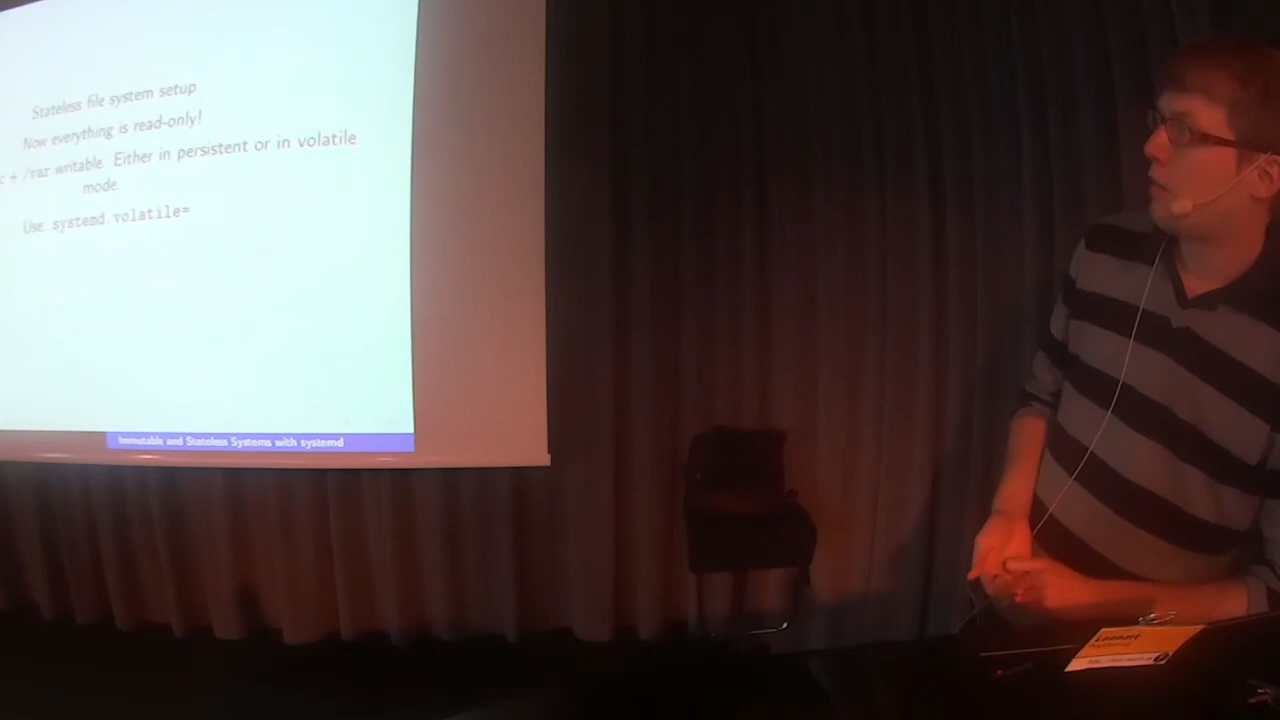 Stateless file system setup
Now everything is read-only!
c + /var writable. Either in persistent or in volatile
mode.
Use: systemd.volatile=
Immutable and Stateless Systems with systemd
Lennart